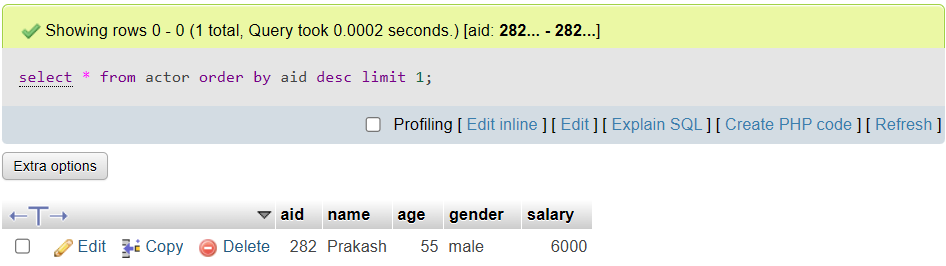 Showing rows 0 - 0 (1 total, Query took 0.0002 seconds.) [aid: 282... - 282...]
select * from actor order by aid desc limit 1;
Profiling [ Edit inline ] [ Edit ] [ Explain SQL ] [ Create PHP code ] [ Refresh ]
Extra options
aid name age gender salary
Edit Copy Delete 282 Prakash 55 male 6000